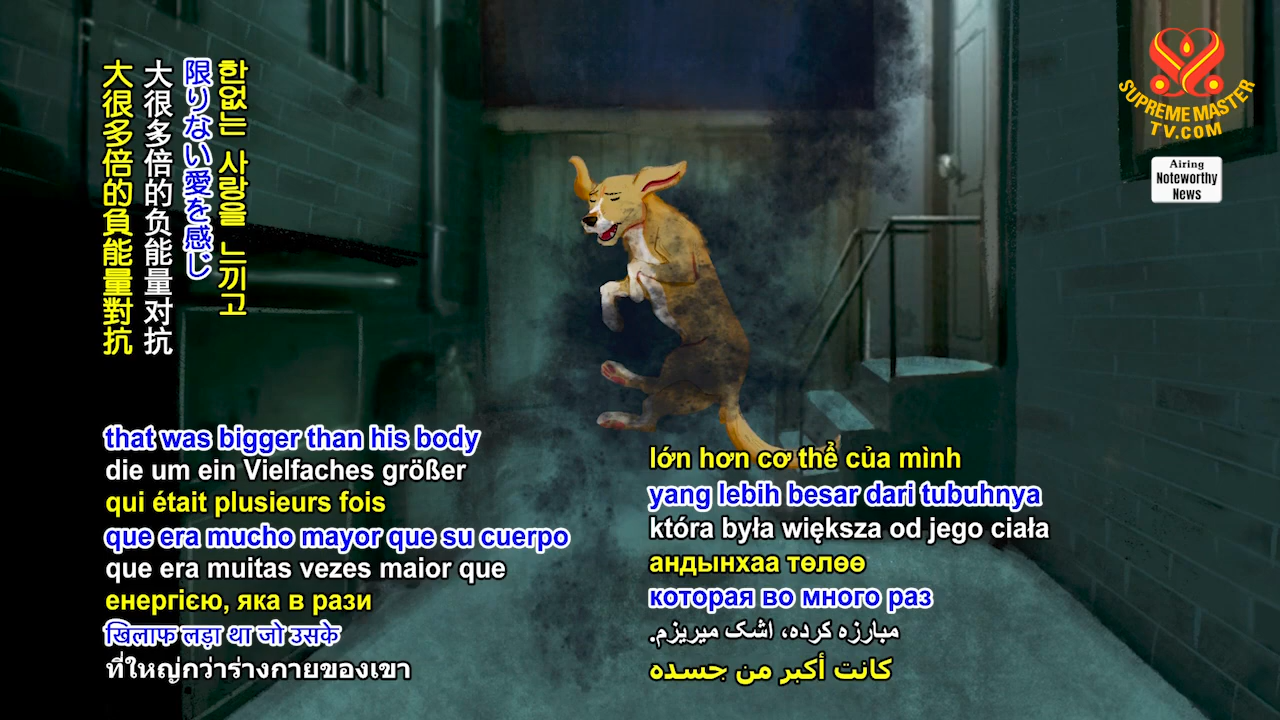 한없는 사랑을 느끼고
限りない愛を感じ
大很多倍的负能量对抗
大很多倍的負能量對抗
SUPREME MASTER
TV.COM
Airing
Noteworthy
News
that was bigger than his body
die um ein Vielfaches größer
qui était plusieurs fois
que era mucho mayor que su cuerpo
que era muitas vezes maior que
енергією, яка в рази
खिलाफ लड़ा था जो उसके
ที่ใหญ่กว่าร่างกายของเขา
lớn hơn cơ thể của mình
yang lebih besar dari tubuhnya
która była większa od jego ciała
андынхаа төлөө
которая во много раз
مبارزه کرده، اشک میریزم.
كانت أكبر من جسده